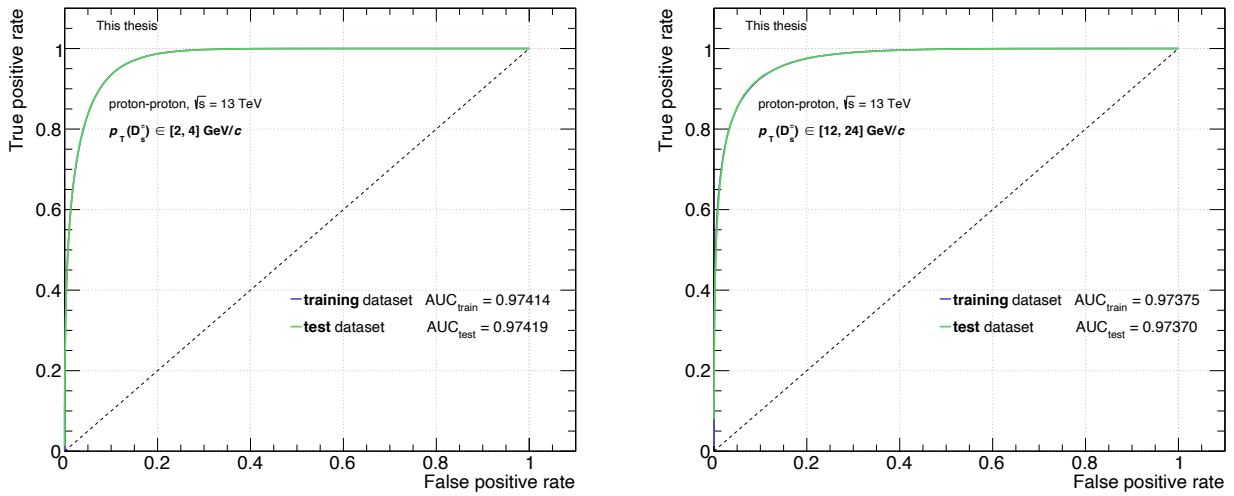 This thesis
True positive rate
1
0.8
0.6
0.4
0.2
0
proton-proton, √s = 13 TeV
p_T(D_s^±) ∈ [2, 4] GeV/c
training dataset AUC_train = 0.97414
test dataset AUC_test = 0.97419
0 0.2 0.4 0.6 0.8 1
False positive rate
This thesis
True positive rate
1
0.8
0.6
0.4
0.2
0
proton-proton, √s = 13 TeV
p_T(D_s^±) ∈ [12, 24] GeV/c
training dataset AUC_train = 0.97375
test dataset AUC_test = 0.97370
0 0.2 0.4 0.6 0.8 1
False positive rate